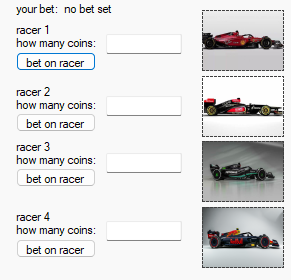 your bet:  no bet set
racer 1
how many coins:
bet on racer
racer 2
how many coins:
bet on racer
racer 3
how many coins:
bet on racer
racer 4
how many coins:
bet on racer